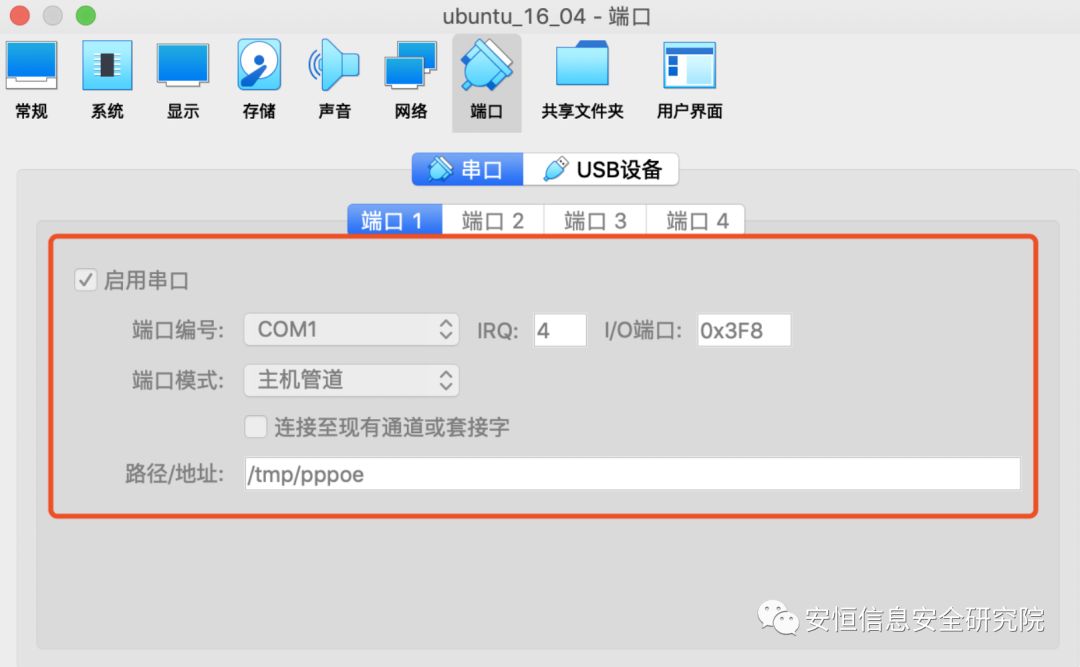 ubuntu_16_04 - 端口
常规 系统 显示 存储 声音 网络 端口 共享文件夹 用户界面
串口 USB设备
端口 1 端口 2 端口 3 端口 4
启用串口
端口编号: COM1 IRQ: 4 I/O端口: 0x3F8
端口模式: 主机管道
连接至现有通道或套接字
路径/地址: /tmp/pppoe
安恒信息安全研究院